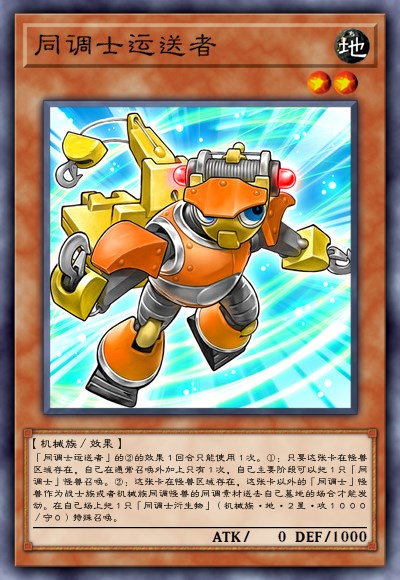 同调士运送者
地
【机械族／效果】
「同调士运送者」的②的效果1回合只能使用1次。①：只要这张卡在怪兽
区域存在，自己在通常召唤外加上只有1次，自己主要阶段可以把1只「同
调士」怪兽召唤。②：这张卡在怪兽区域存在，这张卡以外的「同调士」怪
兽作为战士族或者机械族同调怪兽的同调素材送去自己墓地的场合才能发
动。在自己场上把1只「同调士衍生物」（机械族·地·2星·攻1000
／守0）特殊召唤。
ATK/ 0 DEF/1000